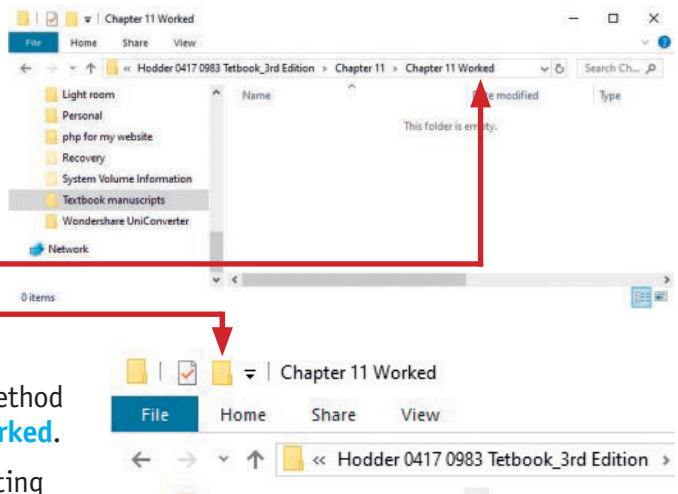 Chapter 11 Worked
File Home Share View
« Hodder 0417 0983 Tetbook_3rd Edition > Chapter 11 > Chapter 11 Worked Search Ch...
Light room Name modified Type
Personal This folder is empty.
php for my website
Recovery
System Volume Information
Textbook manuscripts
Wondershare UniConverter
Network
0 items
Chapter 11 Worked
File Home Share View
« Hodder 0417 0983 Tetbook_3rd Edition >
ethod
rked.
ting